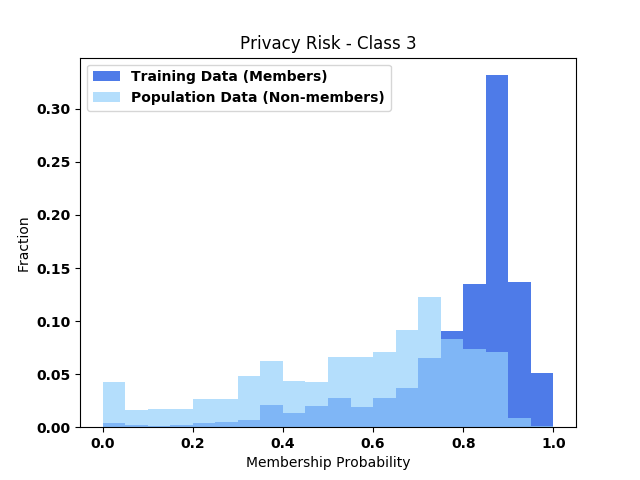 Privacy Risk - Class 3
Training Data (Members)
Population Data (Non-members)
0.30
0.25
0.20
0.15
0.10
0.05
0.00
Fraction
0.0 0.2 0.4 0.6 0.8 1.0
Membership Probability